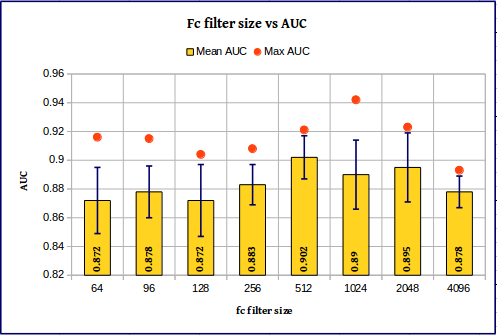 Fc filter size vs AUC
Mean AUC Max AUC
0.96
0.94
0.92
0.9
0.88
0.86
0.84
0.82
AUC
0.872 0.878 0.872 0.883 0.902 0.89 0.895 0.878
64 96 128 256 512 1024 2048 4096
fc filter size